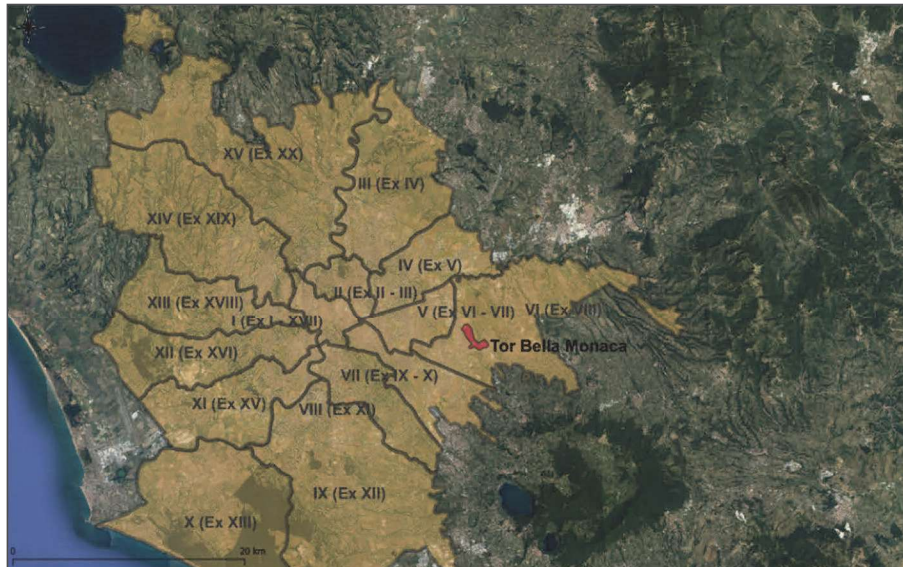 XV (Ex XX)
III (Ex IV)
XIV (Ex XIX)
IV (Ex V)
II (Ex II - III)
XIII (Ex XVIII)
I (Ex I - XVII)
V (Ex VI - VII)
VI (Ex VIII)
XII (Ex XVI)
Tor Bella Monaca
VII (Ex IX - X)
XI (Ex XV)
VIII (Ex XI)
IX (Ex XII)
X (Ex XIII)
0
20 km